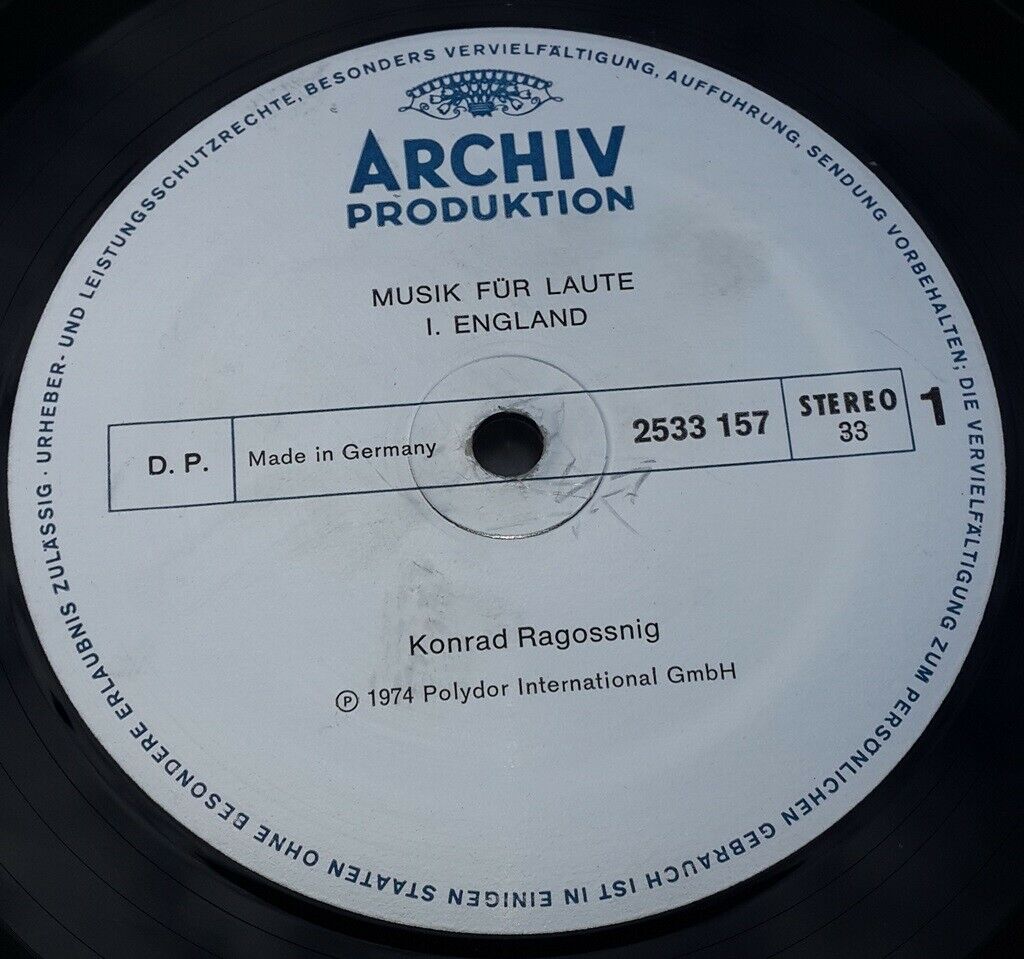 URHEBER- UND LEISTUNGSSCHUTZRECHTE, BESONDERS VERVIELFÄLTIGUNG, AUFFÜHRUNG, SENDUNG VORBEHALTEN; DIE VERVIELFÄLTIGUNG ZUM PERSÖNLICHEN GEBRAUCH IST IN EINIGEN STAATEN OHNE BESONDERE ERLAUBNIS ZULÄSSIG ·
ARCHIV
PRODUKTION
MUSIK FÜR LAUTE
I. ENGLAND
D. P. Made in Germany 2533 157 STEREO 1
33
Konrad Ragossnig
℗ 1974 Polydor International GmbH